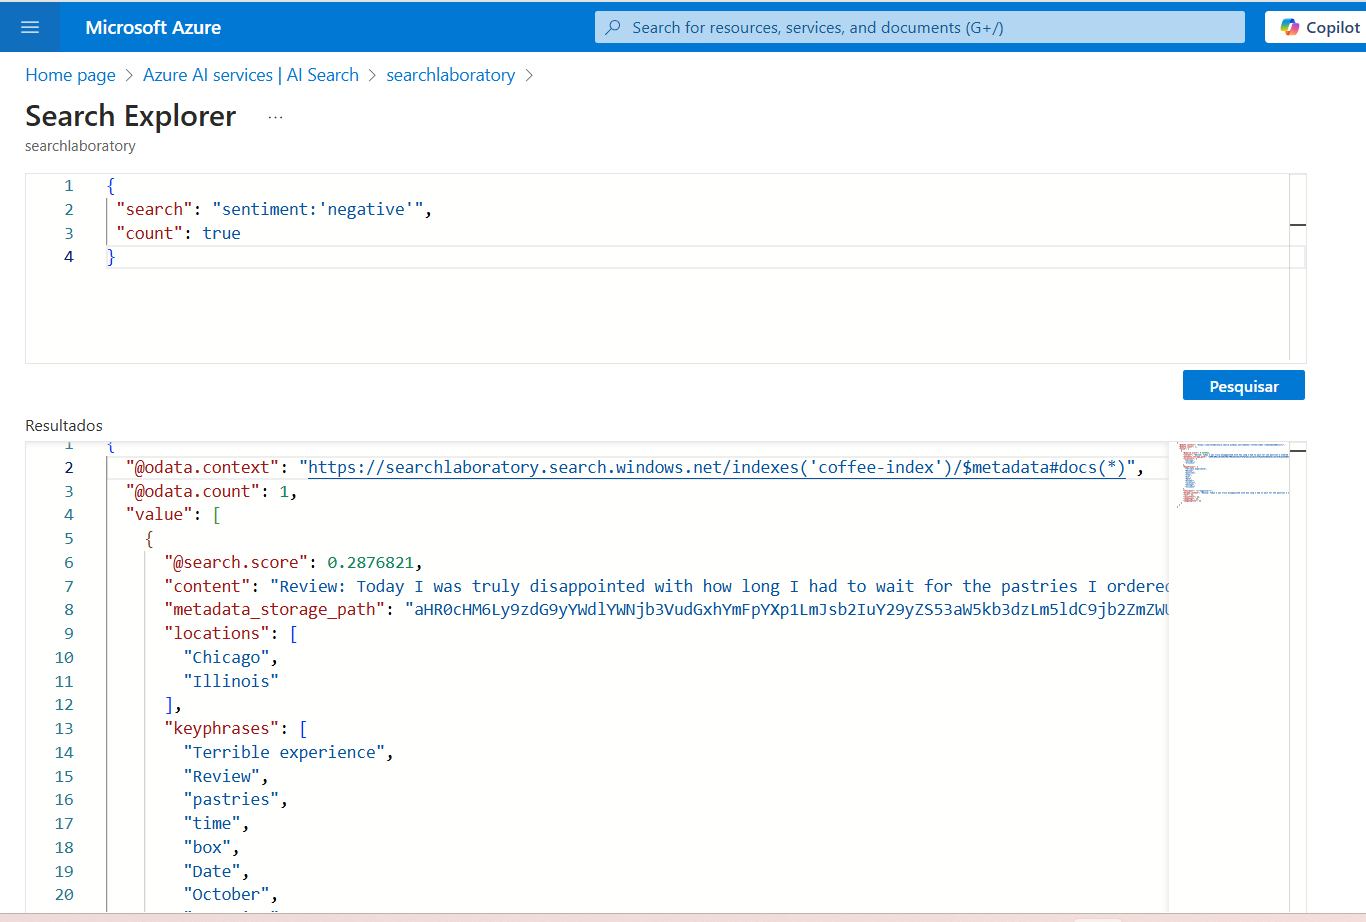 Microsoft Azure
Search for resources, services, and documents (G+/)
Copilot
Home page > Azure AI services | AI Search > searchlaboratory >
Search Explorer ...
searchlaboratory
1 {
2 "search": "sentiment:'negative'",
3 "count": true
4 }
Pesquisar
Resultados
1 {
2 "@odata.context": "https://searchlaboratory.search.windows.net/indexes('coffee-index')/$metadata#docs(*)",
3 "@odata.count": 1,
4 "value": [
5 {
6 "@search.score": 0.2876821,
7 "content": "Review: Today I was truly disappointed with how long I had to wait for the pastries I ordered
8 "metadata_storage_path":
9 "locations": [
10 "Chicago",
11 "Illinois"
12 ],
13 "keyphrases": [
14 "Terrible experience",
15 "Review",
16 "pastries",
17 "time",
18 "box",
19 "Date",
20 "October",